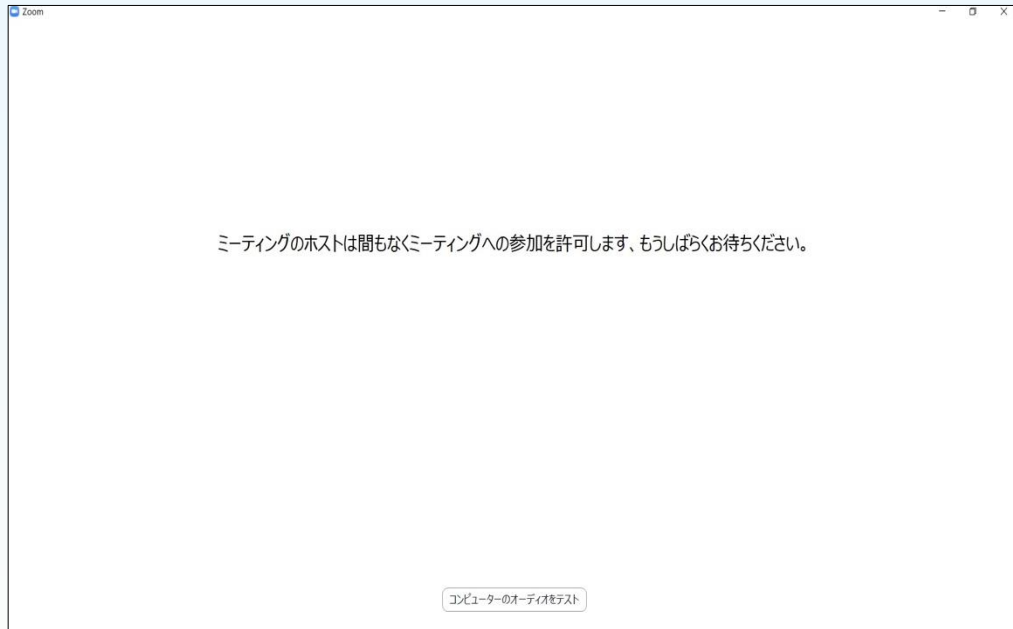 Zoom
ミーティングのホストは間もなくミーティングへの参加を許可します、もうしばらくお待ちください。
コンピューターのオーディオをテスト